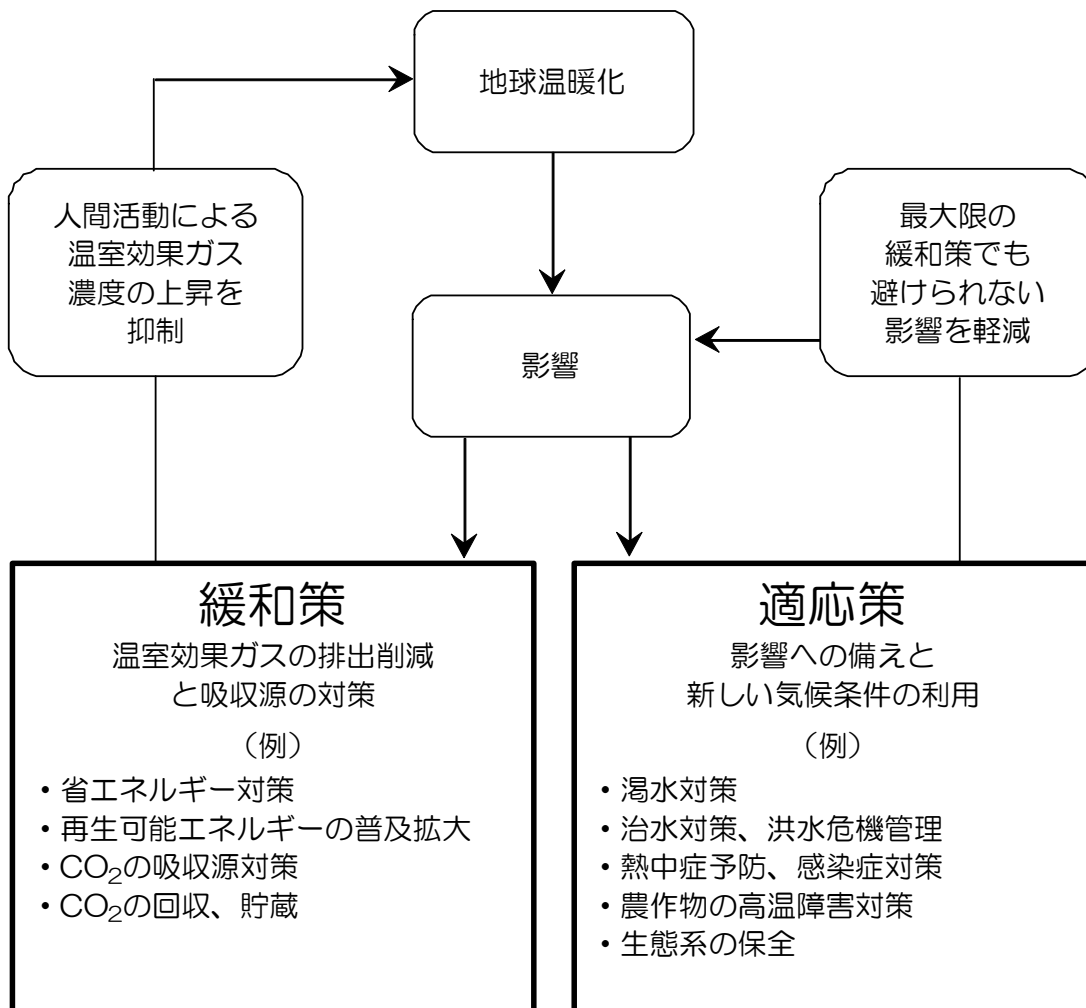 地球温暖化
人間活動による
温室効果ガス
濃度の上昇を
抑制
最大限の
緩和策でも
避けられない
影響を軽減
影響
緩和策
温室効果ガスの排出削減
と吸収源の対策
（例）
・省エネルギー対策
・再生可能エネルギーの普及拡大
・CO₂の吸収源対策
・CO₂の回収、貯蔵
適応策
影響への備えと
新しい気候条件の利用
（例）
・渇水対策
・治水対策、洪水危機管理
・熱中症予防、感染症対策
・農作物の高温障害対策
・生態系の保全